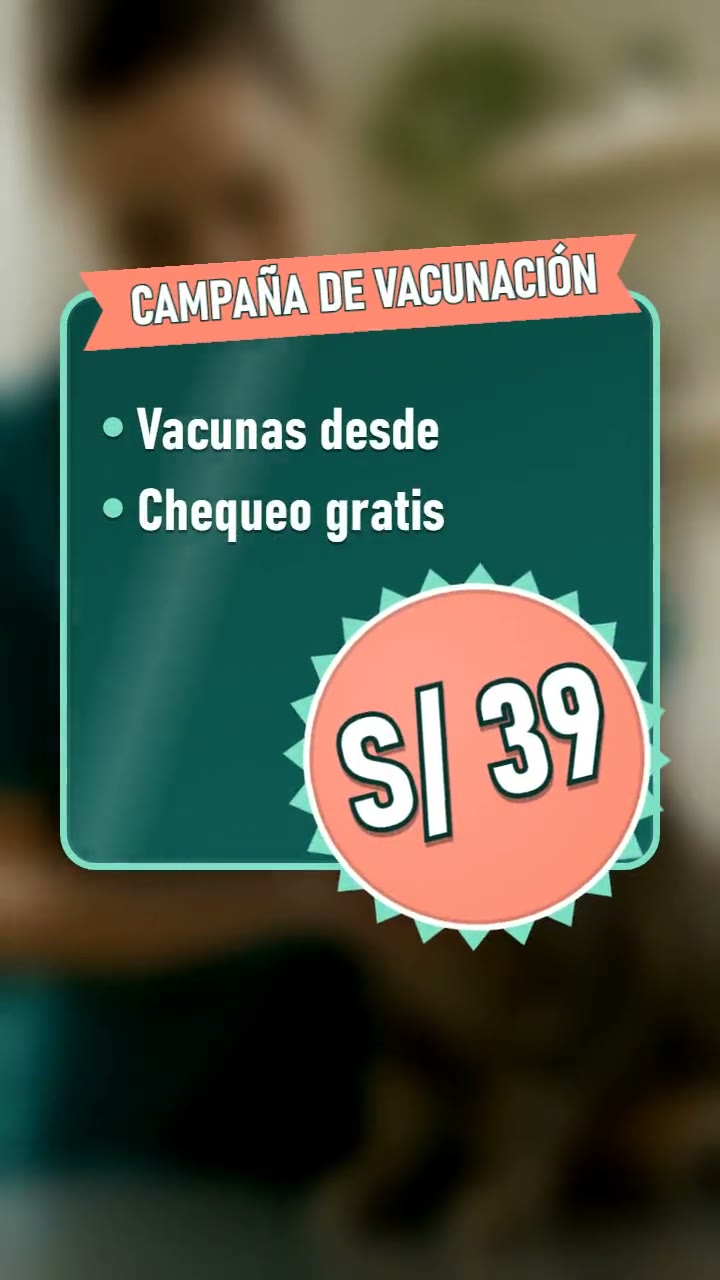 CAMPAÑA DE VACUNACIÓN
• Vacunas desde
• Chequeo gratis
S/ 39